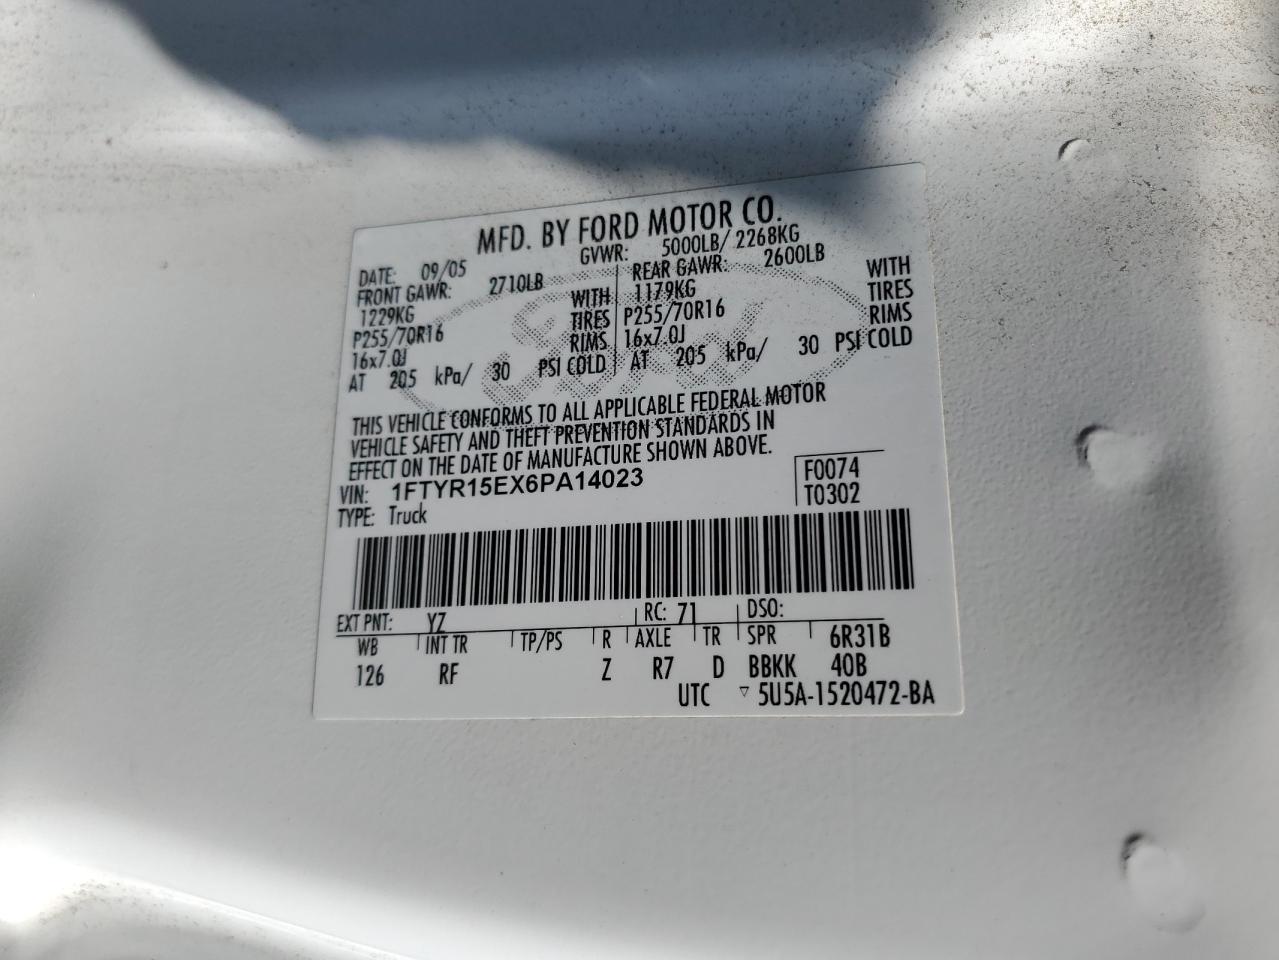 MFD. BY FORD MOTOR CO.
DATE: 09/05 GVWR: 5000LB/ 2268KG
FRONT GAWR: 2710LB REAR GAWR: 2600LB
1229KG WITH 1179KG WITH
P255/70R16 TIRES P255/70R16 TIRES
16x7.0J RIMS 16x7.0J RIMS
AT 205 kPa/ 30 PSI COLD AT 205 kPa/ 30 PSI COLD
Ford
THIS VEHICLE CONFORMS TO ALL APPLICABLE FEDERAL MOTOR
VEHICLE SAFETY AND THEFT PREVENTION STANDARDS IN
EFFECT ON THE DATE OF MANUFACTURE SHOWN ABOVE.
VIN: 1FTYR15EX6PA14023 F0074
TYPE: Truck T0302
EXT PNT: YZ RC: 71 DSO:
WB INT TR TP/PS R AXLE TR SPR 6R31B
126 RF Z R7 D BBKK 40B
UTC ▽ 5U5A-1520472-BA